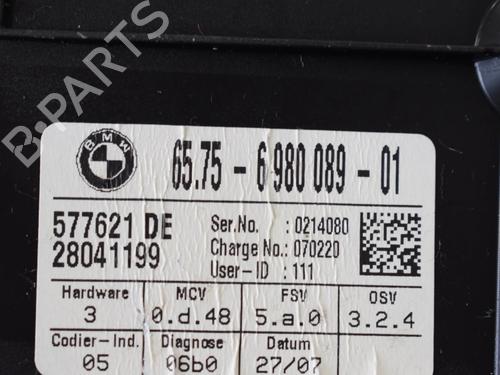 B-PARTS
BMW
65.75 - 6 980 089 - 01
577621 DE
28041199
Ser.No. : 0214080
Charge No.: 070220
User-ID : 111
Hardware MCV FSV OSV
3 0.d.48 5.a.0 3.2.4
Codier-Ind. Diagnose Datum
05 06b0 27/07